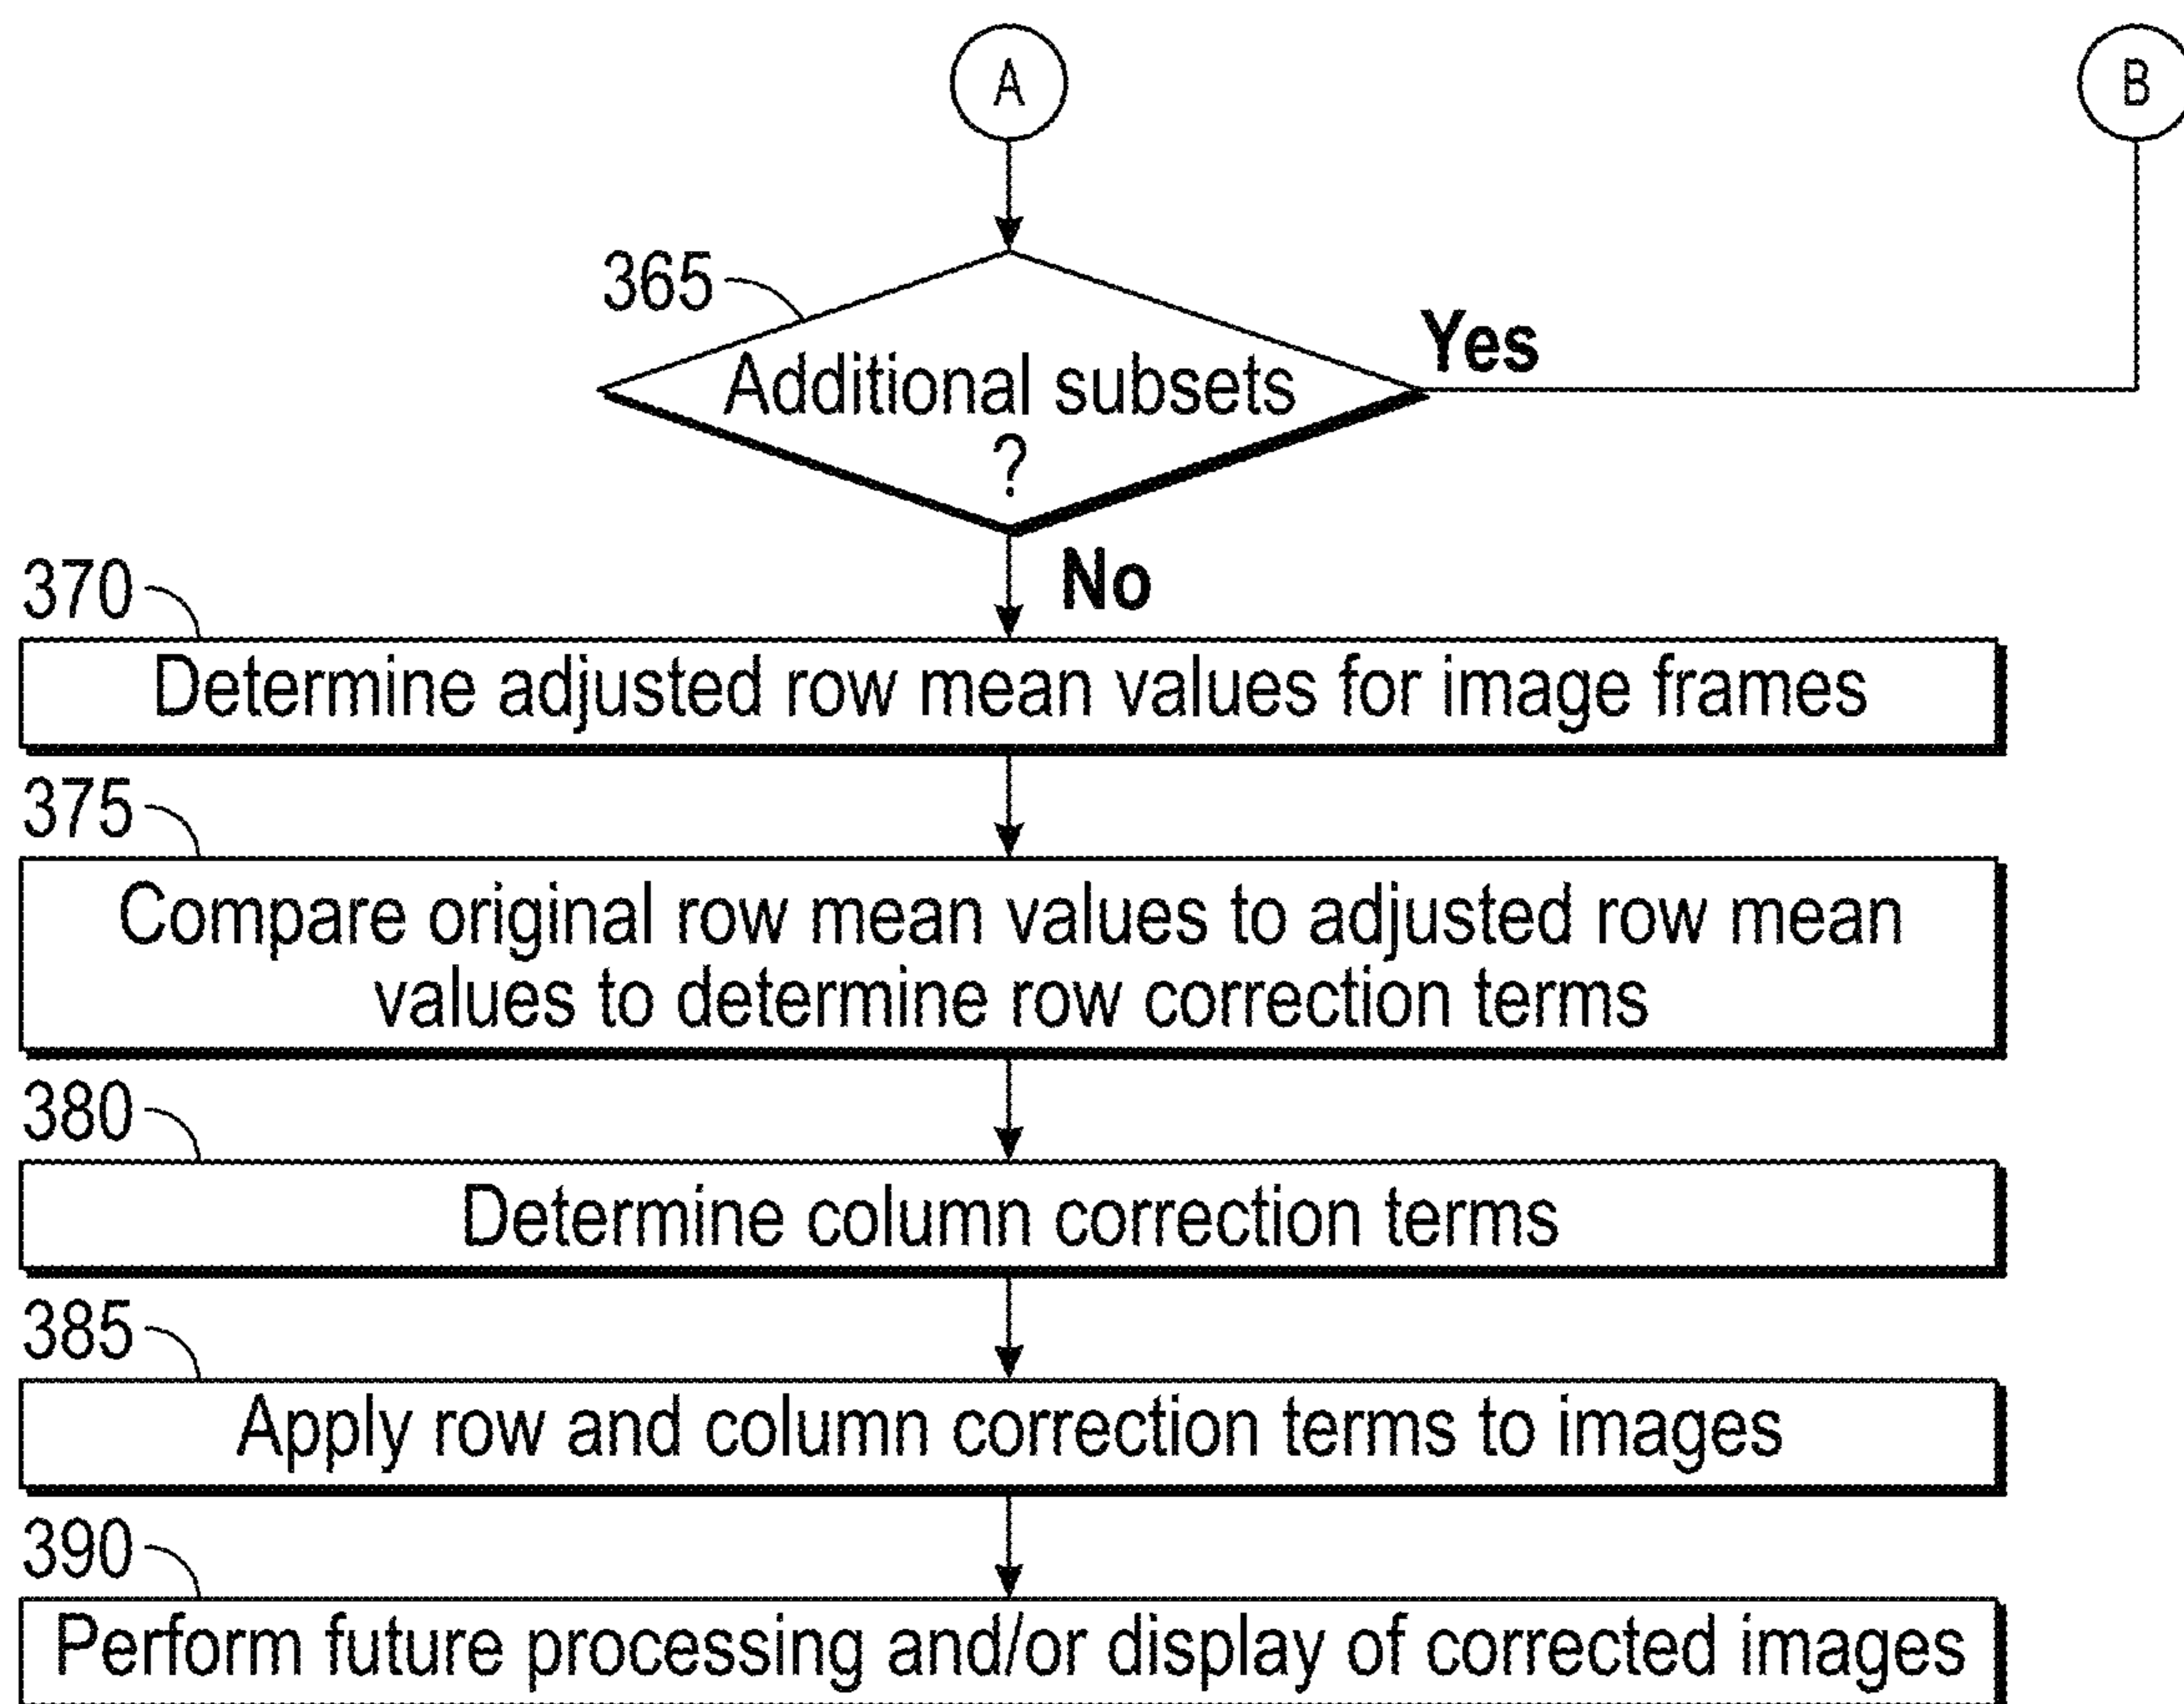 A
B
365
Additional subsets
?
Yes
No
370
Determine adjusted row mean values for image frames
375
Compare original row mean values to adjusted row mean
values to determine row correction terms
380
Determine column correction terms
385
Apply row and column correction terms to images
390
Perform future processing and/or display of corrected images